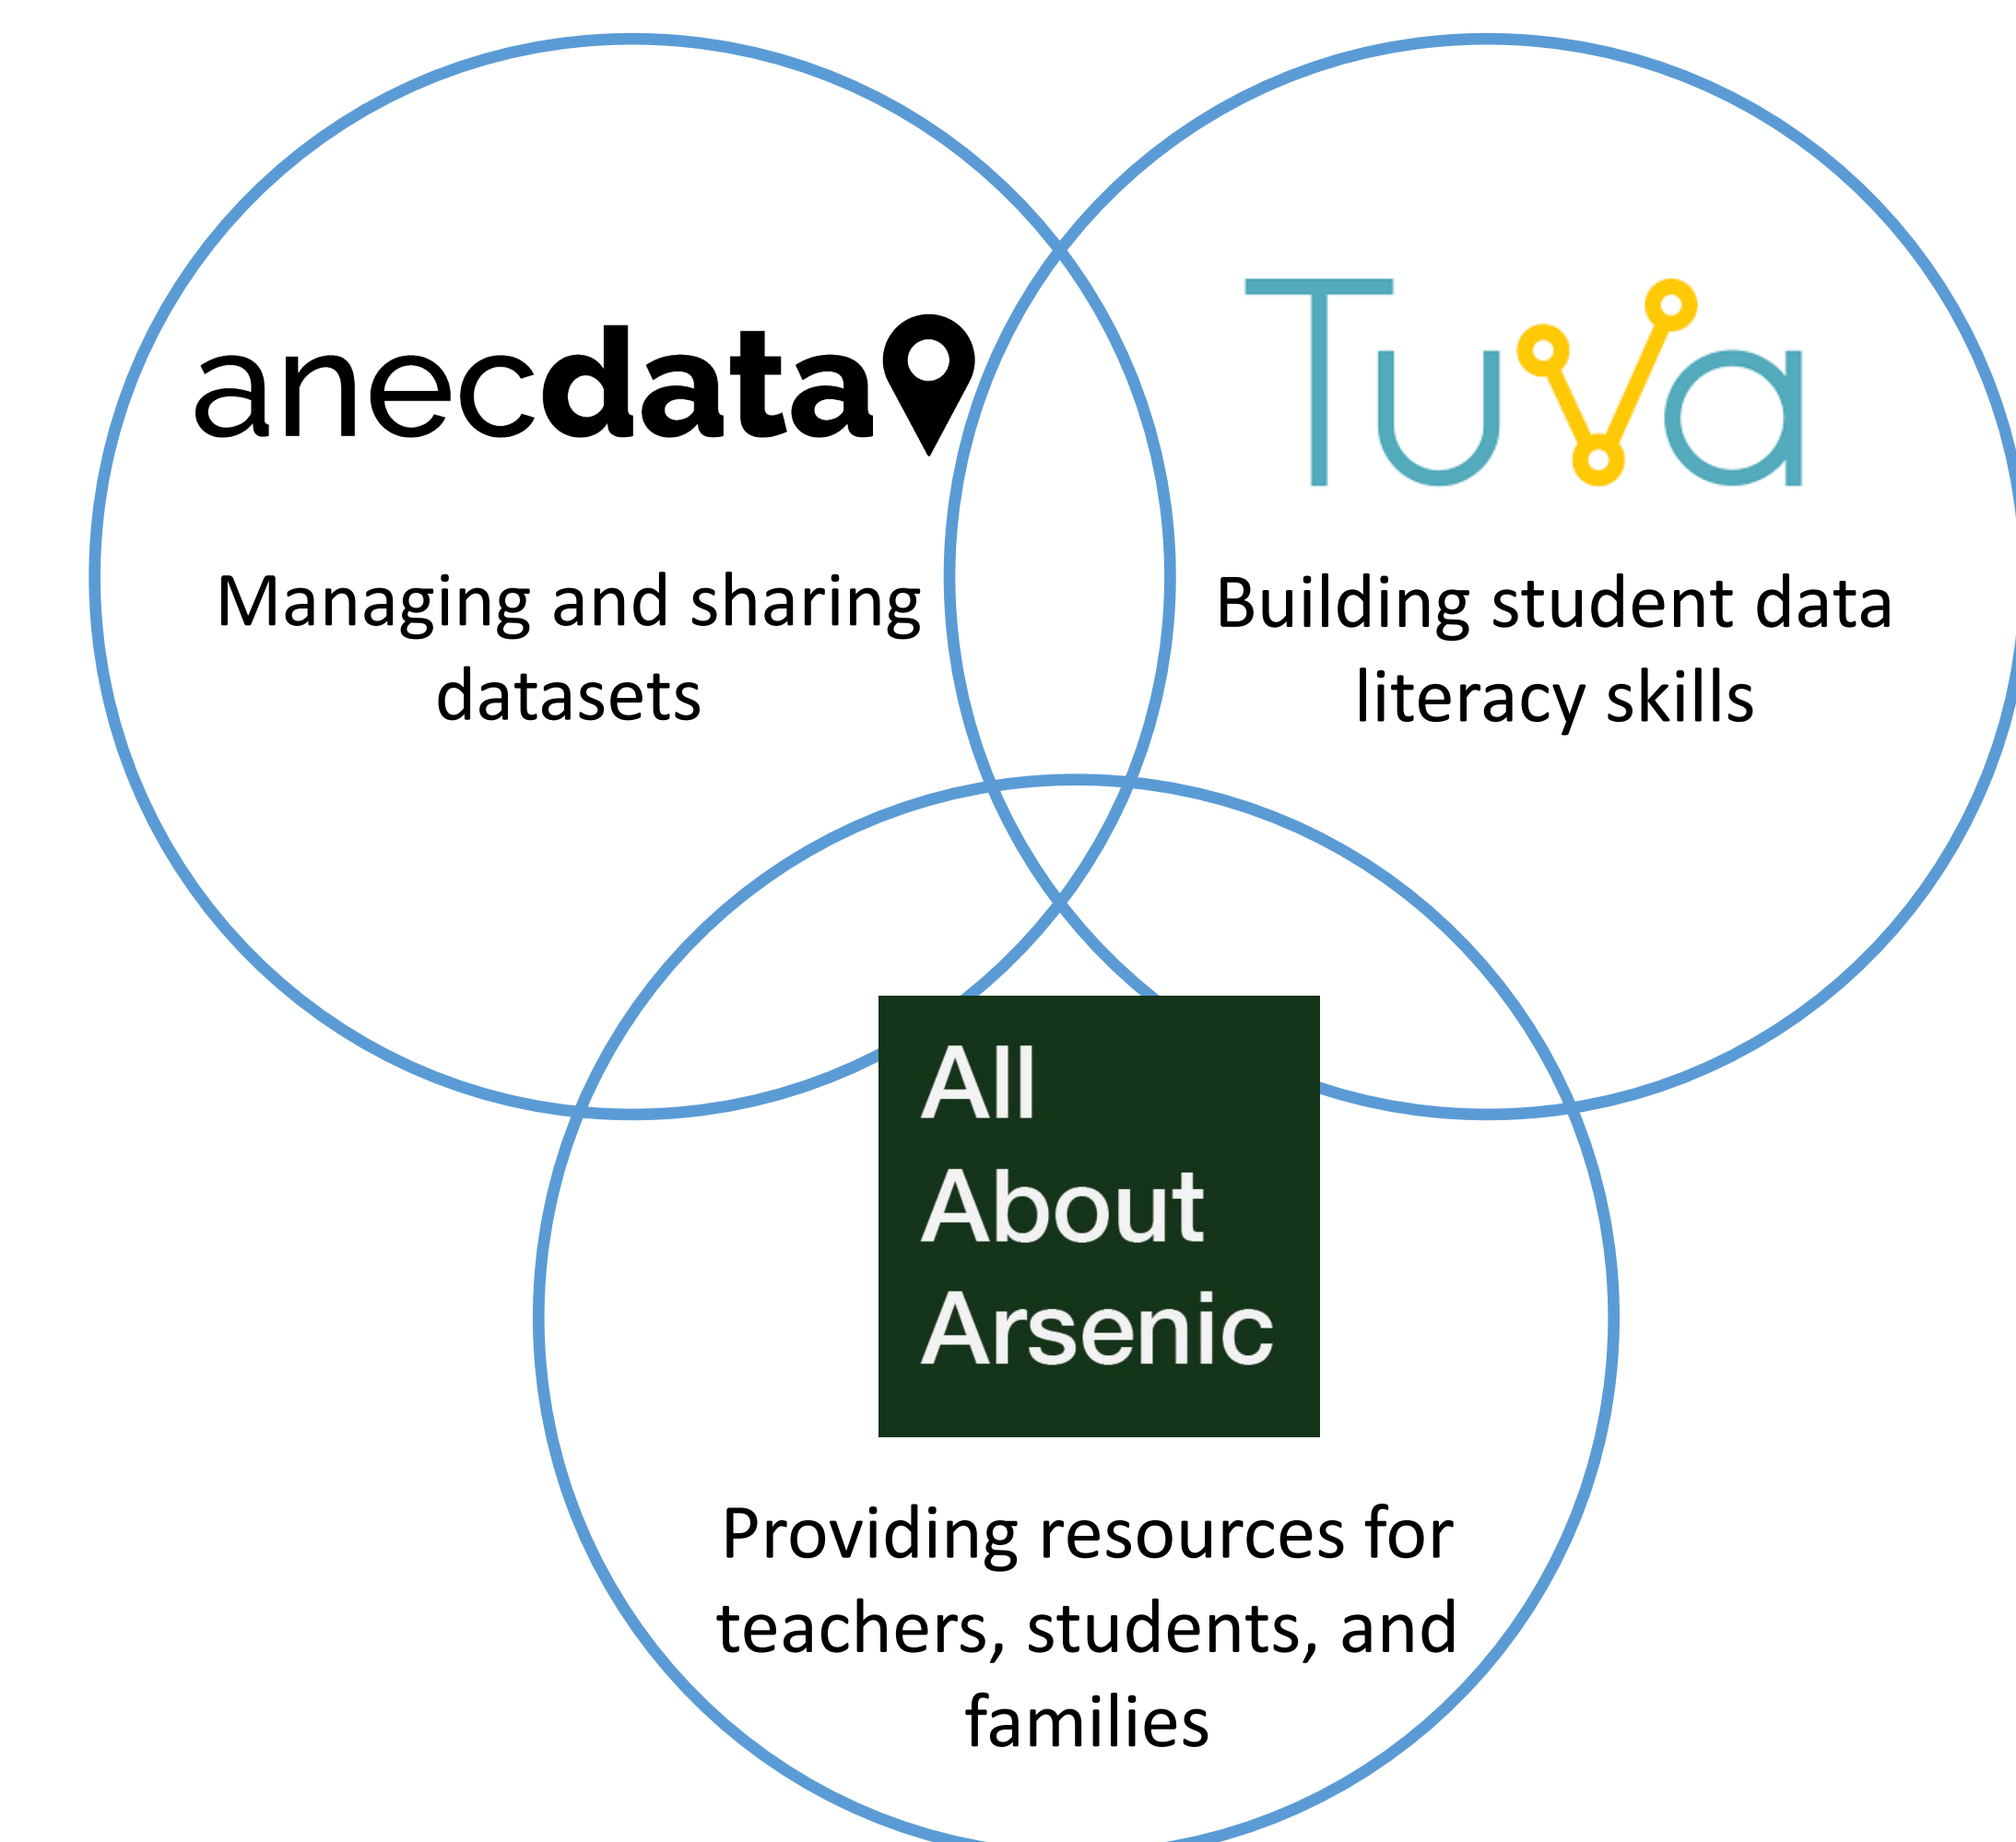 anecdata
Tuva
Managing and sharing
datasets
Building student data
literacy skills
All
About
Arsenic
Providing resources for
teachers, students, and
families